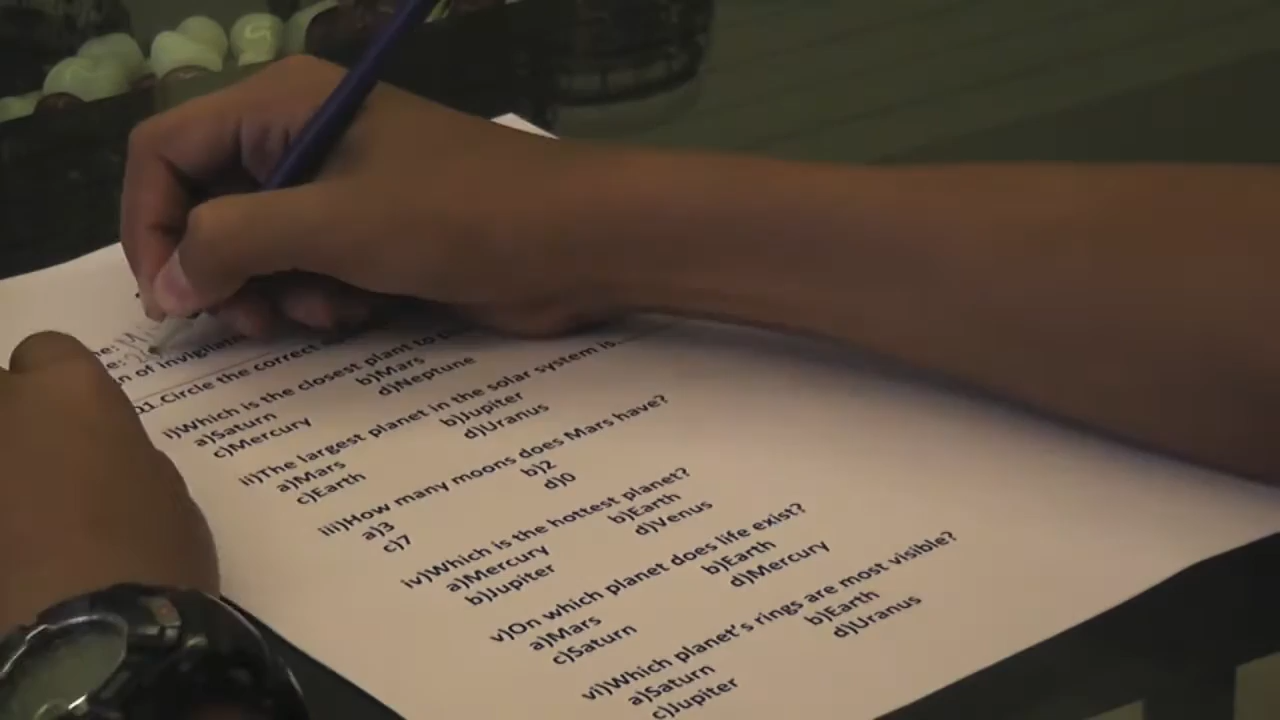 ne:
e:
n of Invigilat
Q1.Circle the correct
i)Which is the closest plant to
a)Saturn b)Mars
c)Mercury d)Neptune
ii)The largest planet in the solar system is...
a)Mars b)Jupiter
c)Earth d)Uranus
iii)How many moons does Mars have?
a)3 b)2
c)7 d)0
iv)Which is the hottest planet?
a)Mercury b)Earth
b)Jupiter d)Venus
v)On which planet does life exist?
a)Mars b)Earth
c)Saturn d)Mercury
vi)Which planet's rings are most visible?
a)Saturn b)Earth
c)Jupiter d)Uranus